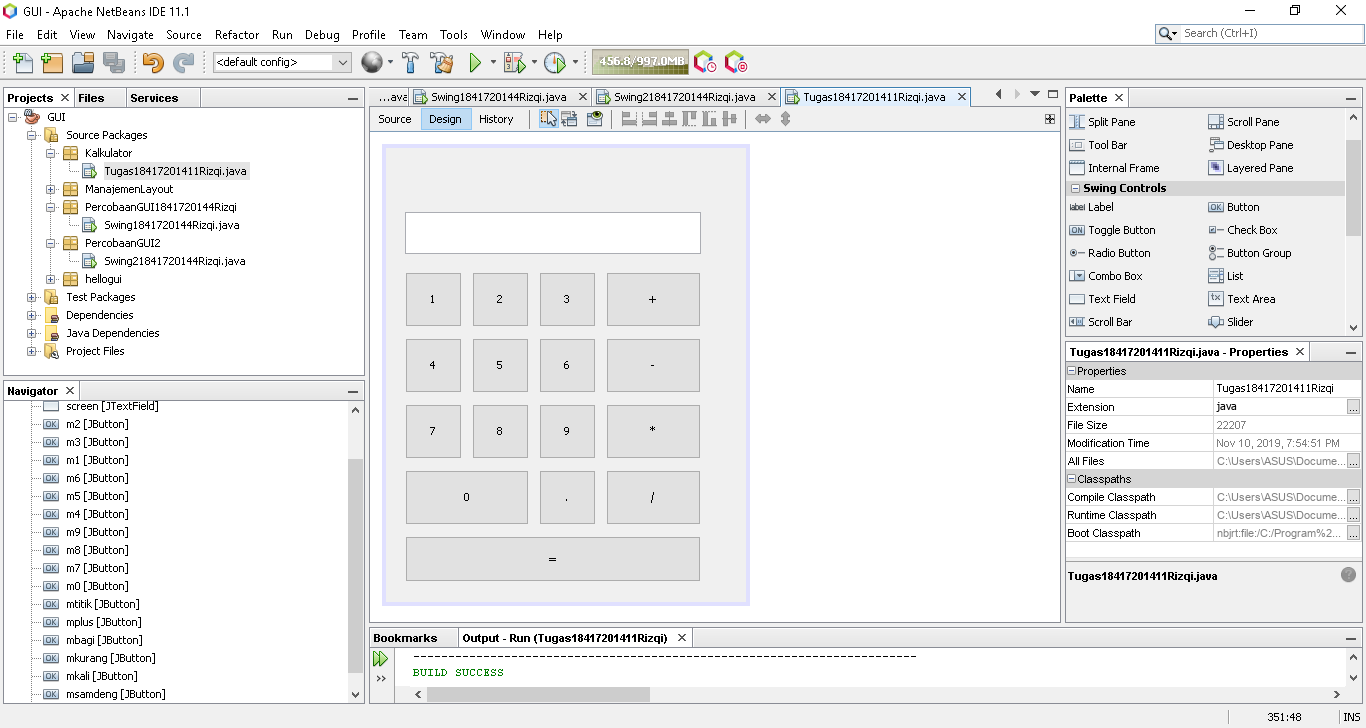 GUI - Apache NetBeans IDE 11.1
File Edit View Navigate Source Refactor Run Debug Profile Team Tools Window Help
Search (Ctrl+I)
<default config>
456.8/997.0MB
Projects Files Services
GUI
Source Packages
Kalkulator
Tugas18417201411Rizqi.java
ManajemenLayout
PercobaanGUI1841720144Rizqi
Swing1841720144Rizqi.java
PercobaanGUI2
Swing21841720144Rizqi.java
hellogui
Test Packages
Dependencies
Java Dependencies
Project Files
Navigator
screen [JTextField]
m2 [JButton]
m3 [JButton]
m1 [JButton]
m6 [JButton]
m5 [JButton]
m4 [JButton]
m9 [JButton]
m8 [JButton]
m7 [JButton]
m0 [JButton]
mtitik [JButton]
mplus [JButton]
mbagi [JButton]
mkurang [JButton]
mkali [JButton]
msamdeng [JButton]
...ava Swing1841720144Rizqi.java Swing21841720144Rizqi.java Tugas18417201411Rizqi.java
Source Design History
1 2 3 +
4 5 6 -
7 8 9 *
0 . /
=
Bookmarks Output - Run (Tugas18417201411Rizqi)
------------------------------------------------------------------------
BUILD SUCCESS
Palette
Split Pane Scroll Pane
Tool Bar Desktop Pane
Internal Frame Layered Pane
Swing Controls
label Label OK Button
ON Toggle Button Check Box
Radio Button Button Group
Combo Box List
Text Field Text Area
Scroll Bar Slider
Tugas18417201411Rizqi.java - Properties
Properties
Name Tugas18417201411Rizqi
Extension java ...
File Size 22207
Modification Time Nov 10, 2019, 7:54:51 PM
All Files C:\Users\ASUS\Docume... ...
Classpaths
Compile Classpath C:\Users\ASUS\Docume... ...
Runtime Classpath C:\Users\ASUS\Docume... ...
Boot Classpath nbjrt:file:/C:/Program%2... ...
Tugas18417201411Rizqi.java
351:48 INS